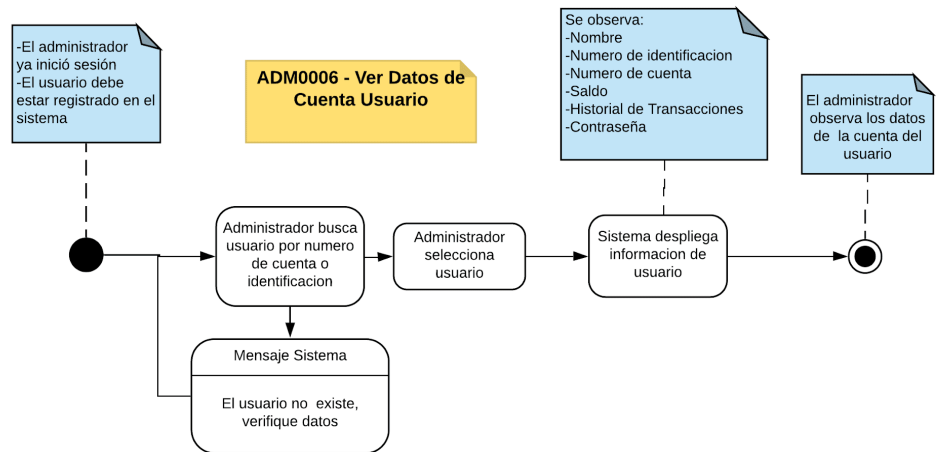 -El administrador
ya inició sesión
-El usuario debe
estar registrado en el
sistema
ADM0006 - Ver Datos de
Cuenta Usuario
Se observa:
-Nombre
-Numero de identificacion
-Numero de cuenta
-Saldo
-Historial de Transacciones
-Contraseña
El administrador
observa los datos
de la cuenta del
usuario
Administrador busca
usuario por numero
de cuenta o
identificacion
Administrador
selecciona
usuario
Sistema despliega
informacion de
usuario
Mensaje Sistema
El usuario no existe,
verifique datos